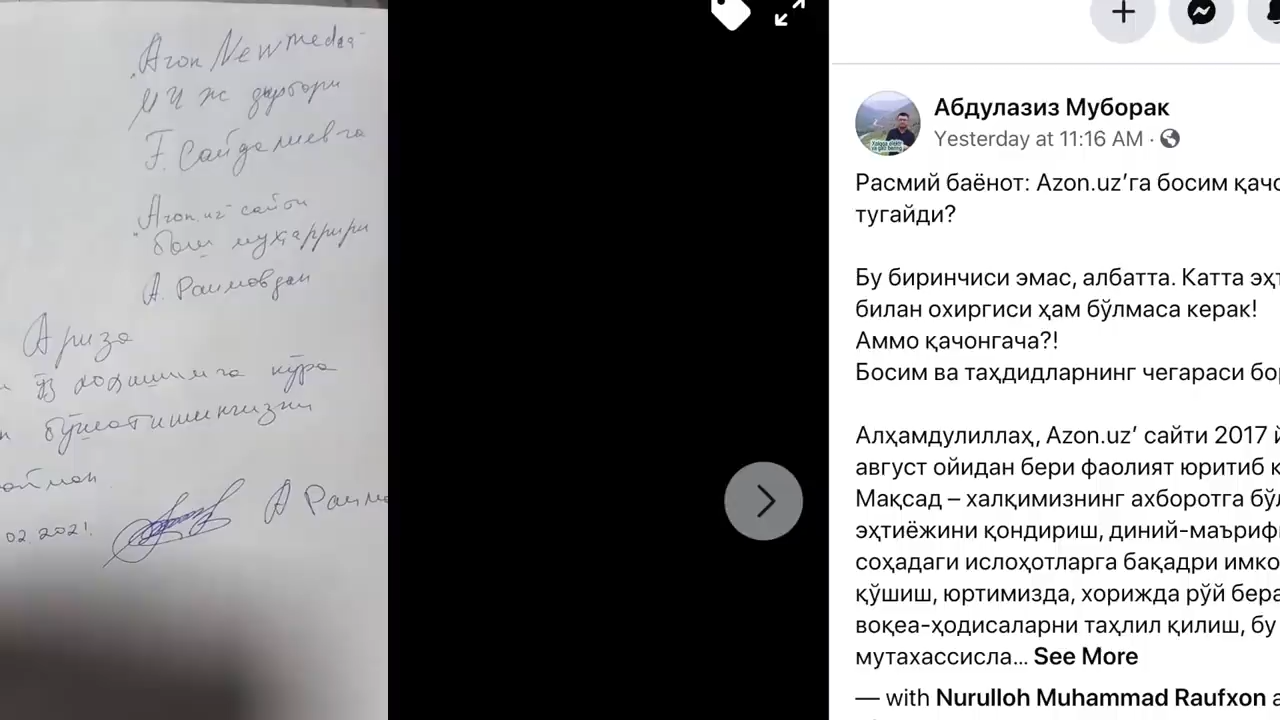 "Azon New media"
МЧЖ дирбтори
Ғ. Сайдалиевга
"Azon.uz" сайти
бош муҳаррири
А. Раимовдан
Ариза
ўз хоҳишимга кўра
бўшатишингизни
02.2021.
А Раимо
Абдулазиз Муборак
Yesterday at 11:16 AM ·
Расмий баёнот: Azon.uz’га босим қачо
тугайди?
Бу биринчиси эмас, албатта. Катта эҳт
билан охиргиси ҳам бўлмаса керак!
Аммо қачонгача?!
Босим ва таҳдидларнинг чегараси бор
Алҳамдулиллаҳ, Azon.uz’ сайти 2017 й
август ойидан бери фаолият юритиб к
Мақсад – халқимизнинг ахборотга бўл
эҳтиёжини қондириш, диний-маърифи
соҳадаги ислоҳотларга бақадри имко
қўшиш, юртимизда, хорижда рўй бера
воқеа-ҳодисаларни таҳлил қилиш, бу
мутахассисла... See More
— with Nurulloh Muhammad Raufxon a